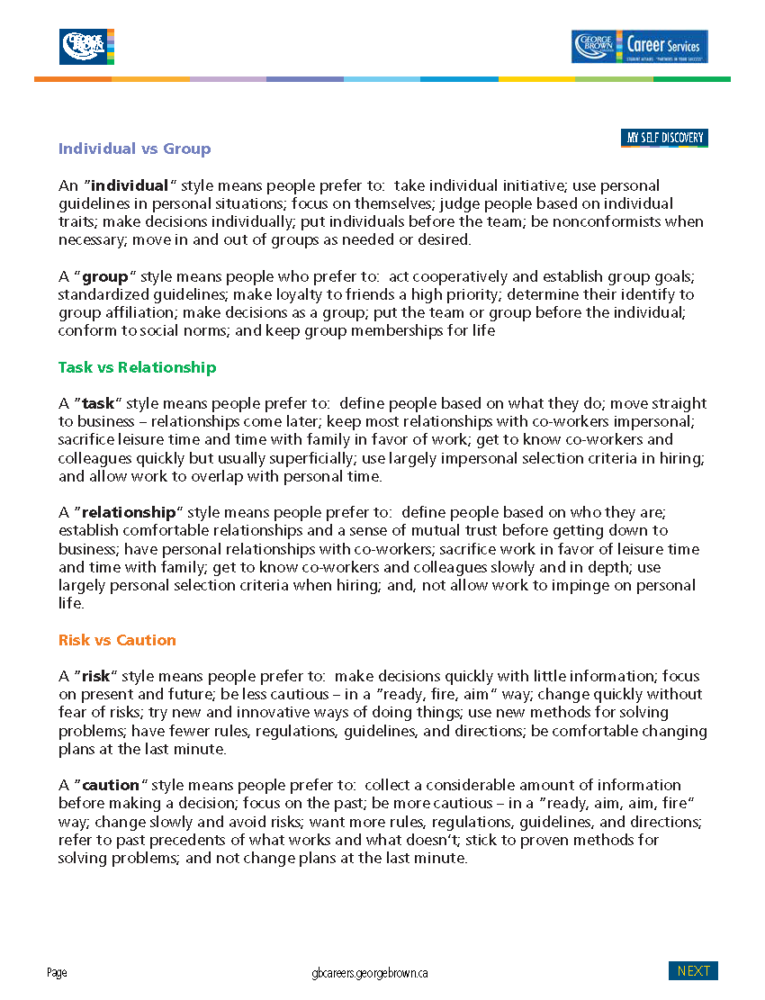 GEORGE
BROWN
GEORGE
BROWN
Career Services
STUDENT AFFAIRS: "PARTNERS IN YOUR SUCCESS"
MY SELF DISCOVERY
Individual vs Group
An "individual" style means people prefer to:  take individual initiative; use personal
guidelines in personal situations; focus on themselves; judge people based on individual
traits; make decisions individually; put individuals before the team; be nonconformists when
necessary; move in and out of groups as needed or desired.
A "group" style means people who prefer to:  act cooperatively and establish group goals;
standardized guidelines; make loyalty to friends a high priority; determine their identify to
group affiliation; make decisions as a group; put the team or group before the individual;
conform to social norms; and keep group memberships for life
Task vs Relationship
A "task" style means people prefer to:  define people based on what they do; move straight
to business – relationships come later; keep most relationships with co-workers impersonal;
sacrifice leisure time and time with family in favor of work; get to know co-workers and
colleagues quickly but usually superficially; use largely impersonal selection criteria in hiring;
and allow work to overlap with personal time.
A "relationship" style means people prefer to:  define people based on who they are;
establish comfortable relationships and a sense of mutual trust before getting down to
business; have personal relationships with co-workers; sacrifice work in favor of leisure time
and time with family; get to know co-workers and colleagues slowly and in depth; use
largely personal selection criteria when hiring; and, not allow work to impinge on personal
life.
Risk vs Caution
A "risk" style means people prefer to:  make decisions quickly with little information; focus
on present and future; be less cautious – in a "ready, fire, aim" way; change quickly without
fear of risks; try new and innovative ways of doing things; use new methods for solving
problems; have fewer rules, regulations, guidelines, and directions; be comfortable changing
plans at the last minute.
A "caution" style means people prefer to:  collect a considerable amount of information
before making a decision; focus on the past; be more cautious – in a "ready, aim, aim, fire"
way; change slowly and avoid risks; want more rules, regulations, guidelines, and directions;
refer to past precedents of what works and what doesn't; stick to proven methods for
solving problems; and not change plans at the last minute.
Page
gbcareers.georgebrown.ca
NEXT